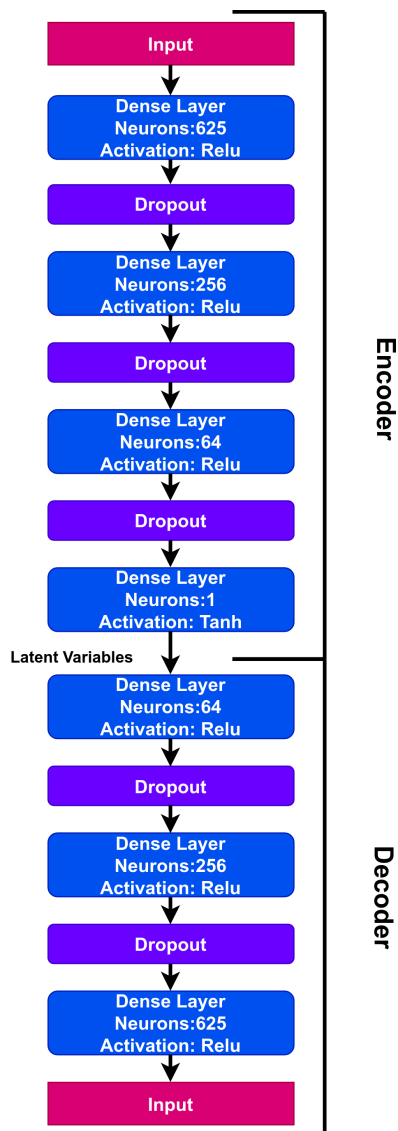 Input
Dense Layer
Neurons:625
Activation: Relu
Dropout
Dense Layer
Neurons:256
Activation: Relu
Dropout
Dense Layer
Neurons:64
Activation: Relu
Dropout
Dense Layer
Neurons:1
Activation: Tanh
Encoder
Latent Variables
Dense Layer
Neurons:64
Activation: Relu
Dropout
Dense Layer
Neurons:256
Activation: Relu
Dropout
Dense Layer
Neurons:625
Activation: Relu
Input
Decoder